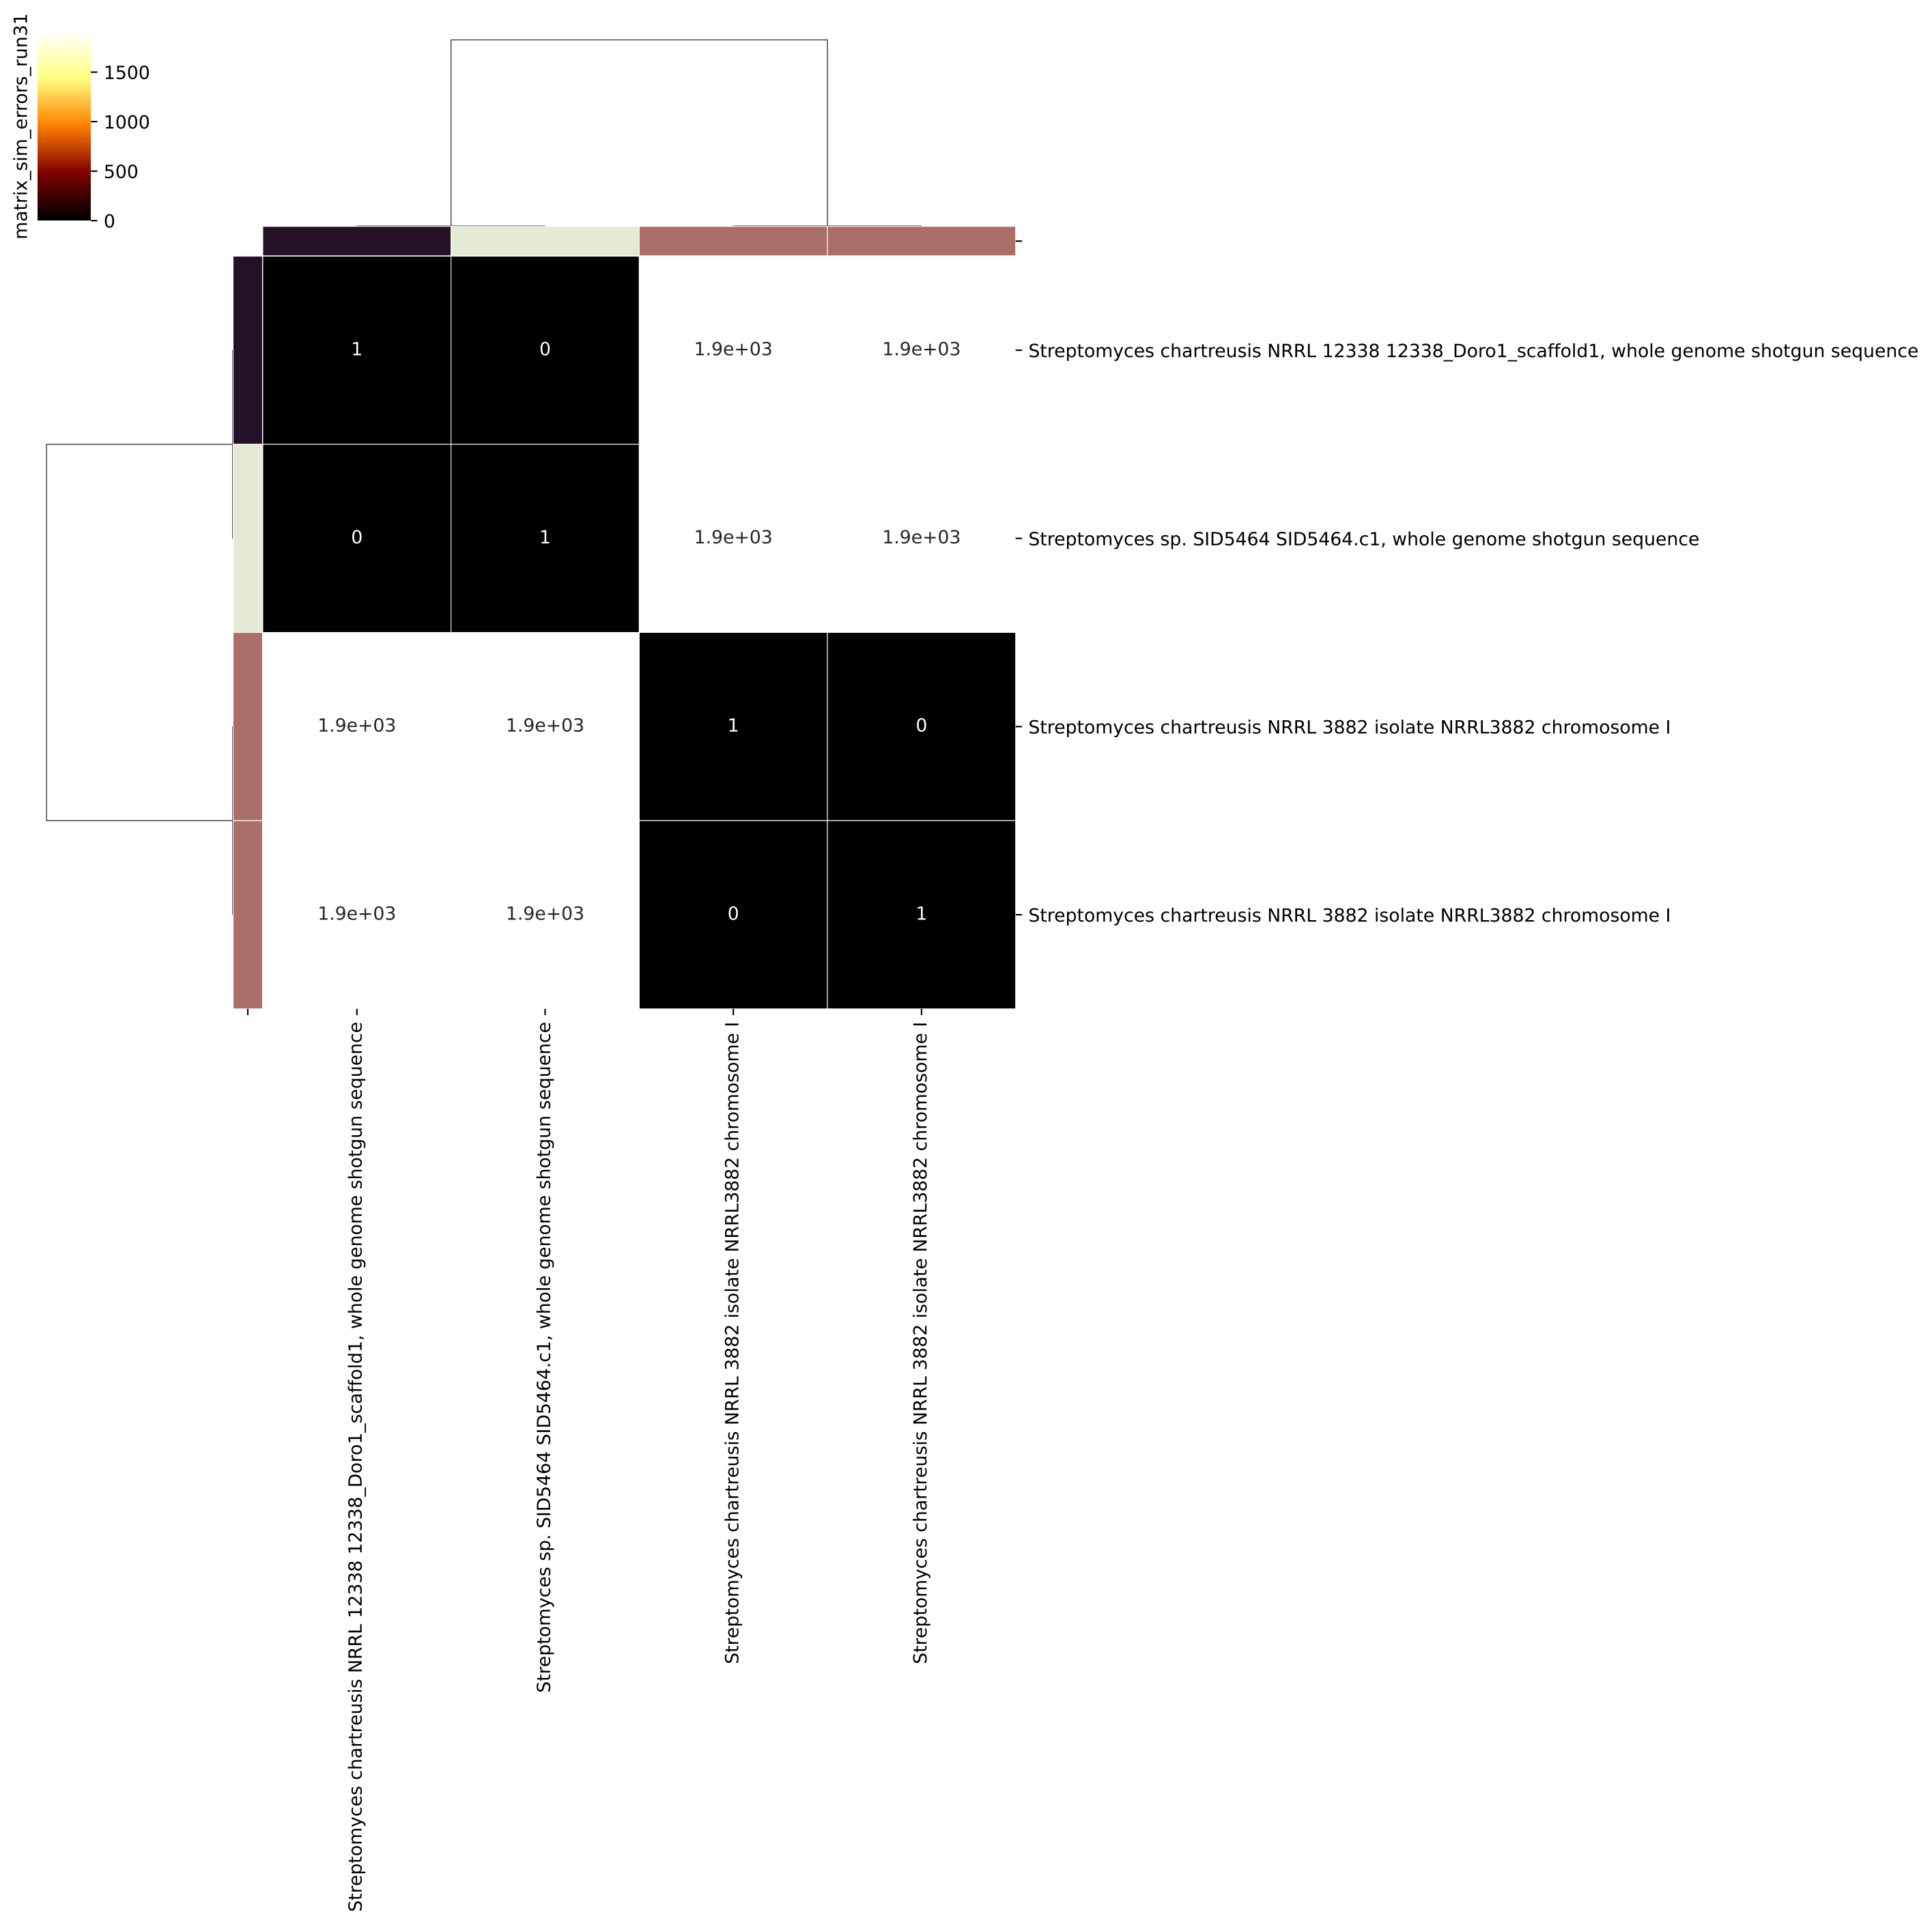 matrix_sim_errors_run31
1500
1000
500
0
1 0 1.9e+03 1.9e+03
Streptomyces chartreusis NRRL 12338 12338_Doro1_scaffold1, whole genome shotgun sequence
0 1 1.9e+03 1.9e+03
Streptomyces sp. SID5464 SID5464.c1, whole genome shotgun sequence
1.9e+03 1.9e+03 1 0
Streptomyces chartreusis NRRL 3882 isolate NRRL3882 chromosome I
1.9e+03 1.9e+03 0 1
Streptomyces chartreusis NRRL 3882 isolate NRRL3882 chromosome I
Streptomyces chartreusis NRRL 12338 12338_Doro1_scaffold1, whole genome shotgun sequence
Streptomyces sp. SID5464 SID5464.c1, whole genome shotgun sequence
Streptomyces chartreusis NRRL 3882 isolate NRRL3882 chromosome I
Streptomyces chartreusis NRRL 3882 isolate NRRL3882 chromosome I